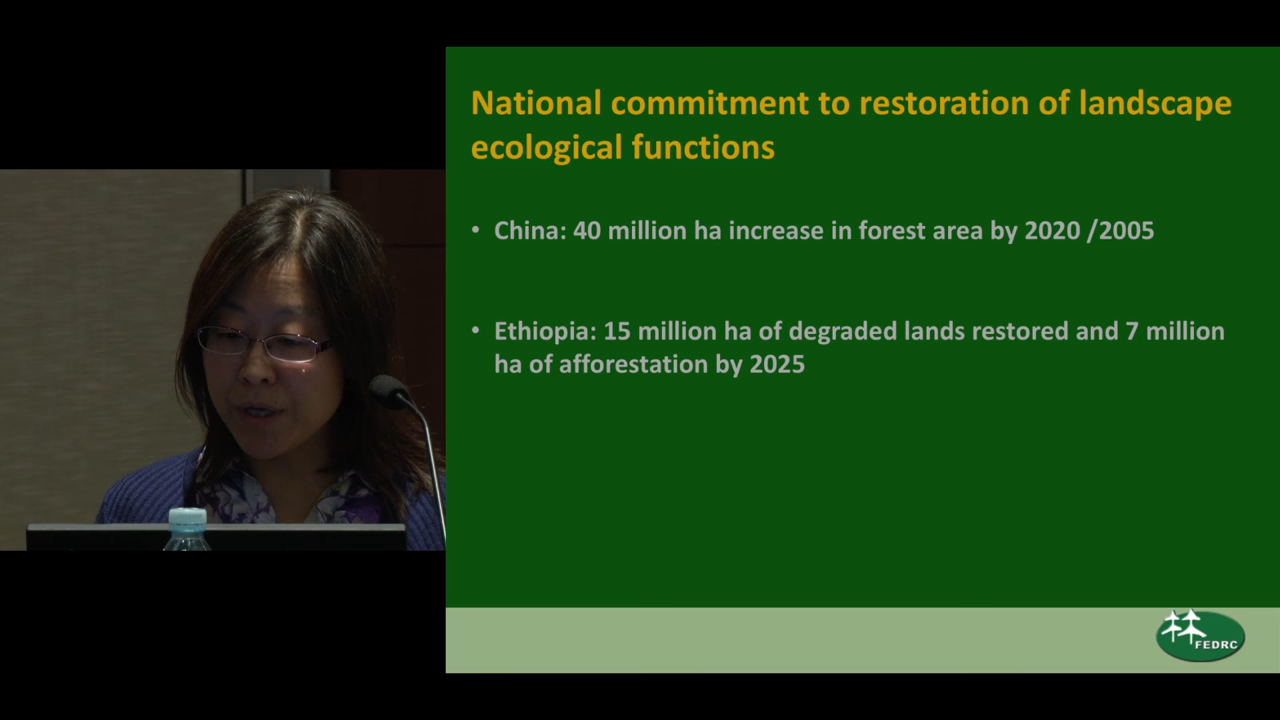 National commitment to restoration of landscape
ecological functions
• China: 40 million ha increase in forest area by 2020 /2005
• Ethiopia: 15 million ha of degraded lands restored and 7 million
ha of afforestation by 2025
FEDRC